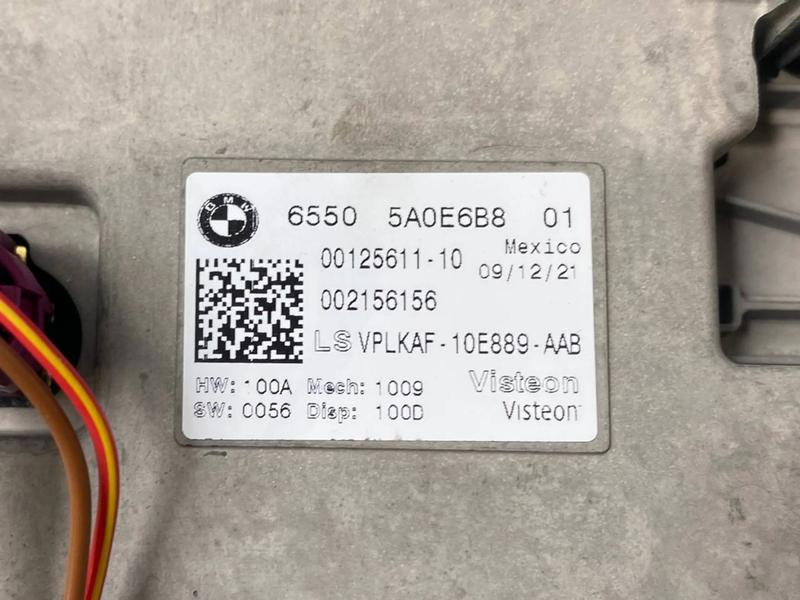 BMW
6550 5A0E6B8 01
00125611-10 Mexico
09/12/21
002156156
LS VPLKAF-10E889-AAB
HW: 100A Mech: 1009 Visteon
SW: 0056 Disp: 100D Visteon